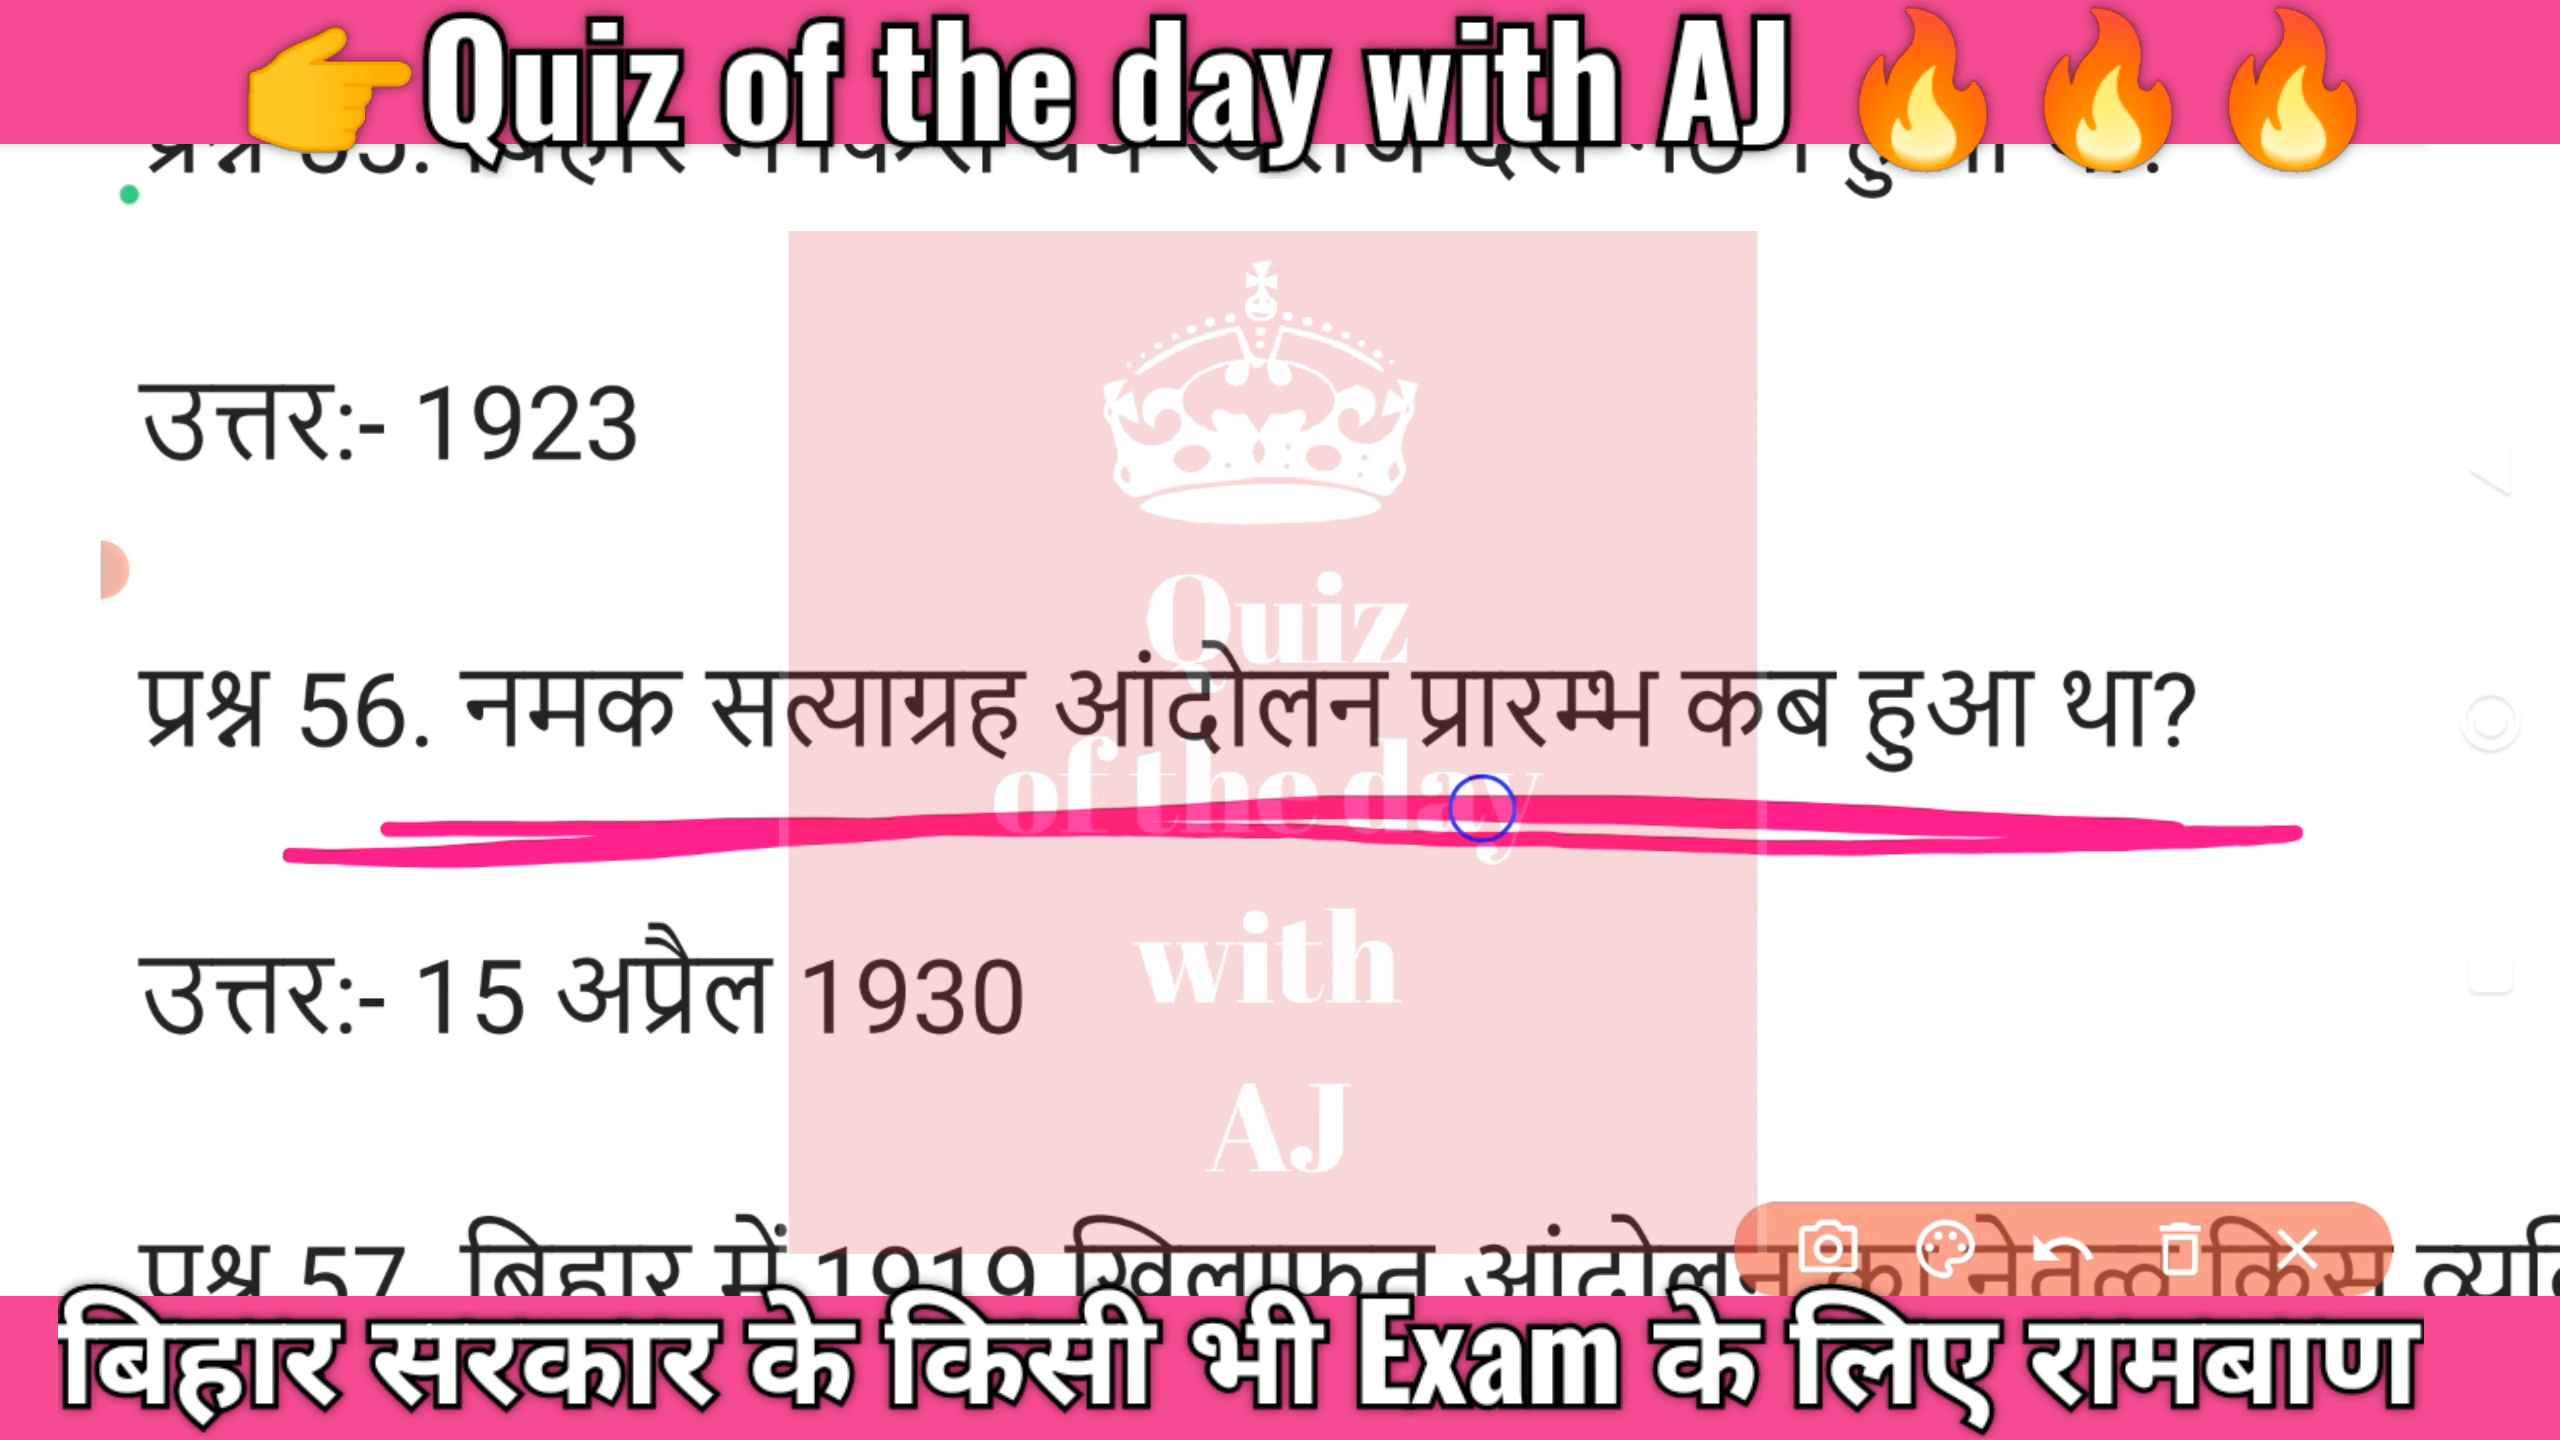 👉Quiz of the day with AJ 🔥🔥🔥
उत्तर:- 1923
प्रश्न 56. नमक सत्याग्रह आंदोलन प्रारम्भ कब हुआ था?
उत्तर:- 15 अप्रैल 1930
Quiz
of the day
with
AJ
प्रश्न 57. बिहार में 1919 खिलाफत आंदोलन का नेतृत्व किस
बिहार सरकार के किसी भी Exam के लिए रामबाण